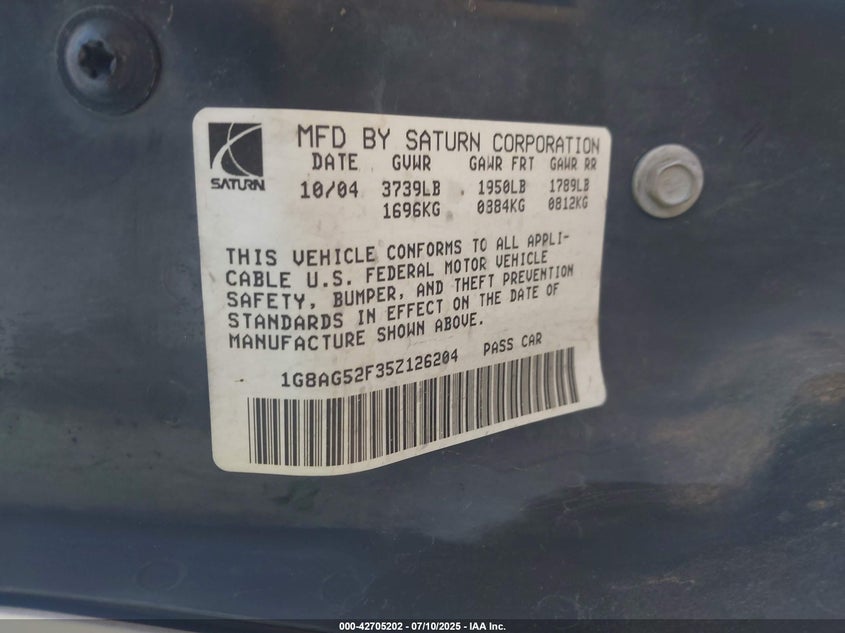 MFD BY SATURN CORPORATION
DATE GVWR GAWR FRT GAWR RR
SATURN
10/04 3739LB 1950LB 1789LB
1696KG 0384KG 0812KG
THIS VEHICLE CONFORMS TO ALL APPLI-
CABLE U.S. FEDERAL MOTOR VEHICLE
SAFETY, BUMPER, AND THEFT PREVENTION
STANDARDS IN EFFECT ON THE DATE OF
MANUFACTURE SHOWN ABOVE.
1G8AG52F35Z126204 PASS CAR
000-42705202 - 07/10/2025 - IAA Inc.